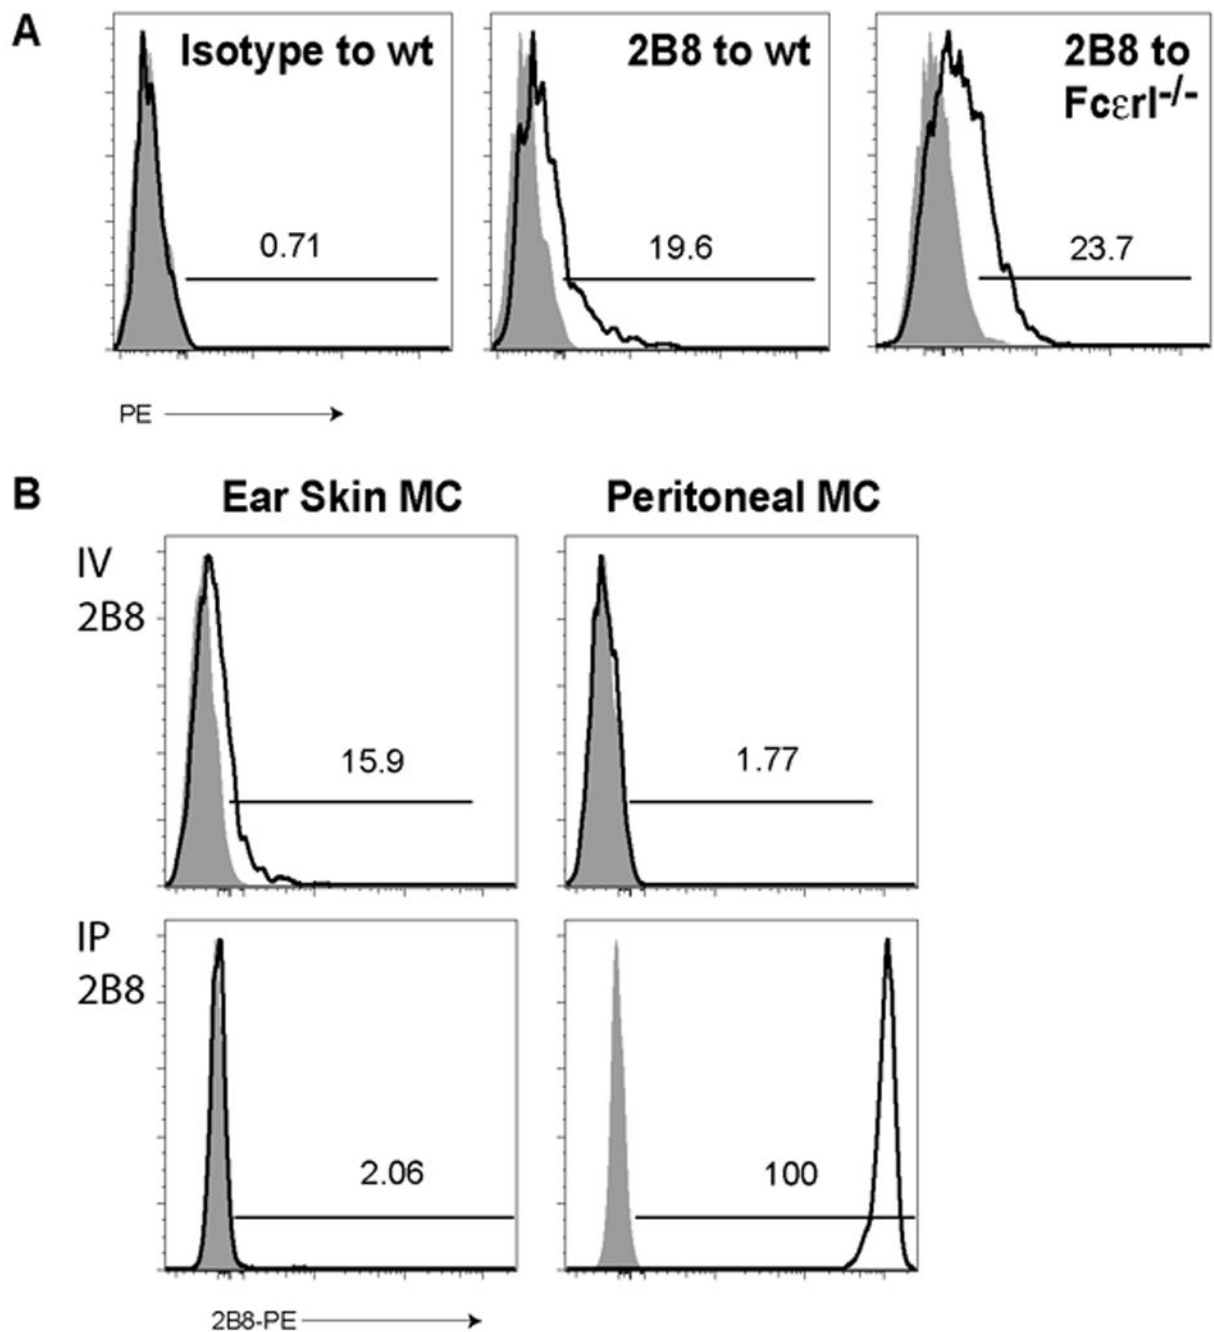 A
Isotype to wt
0.71
2B8 to wt
19.6
2B8 to
FcεrI-/-
23.7
PE
B
Ear Skin MC
Peritoneal MC
IV
2B8
15.9
1.77
IP
2B8
2.06
100
2B8-PE